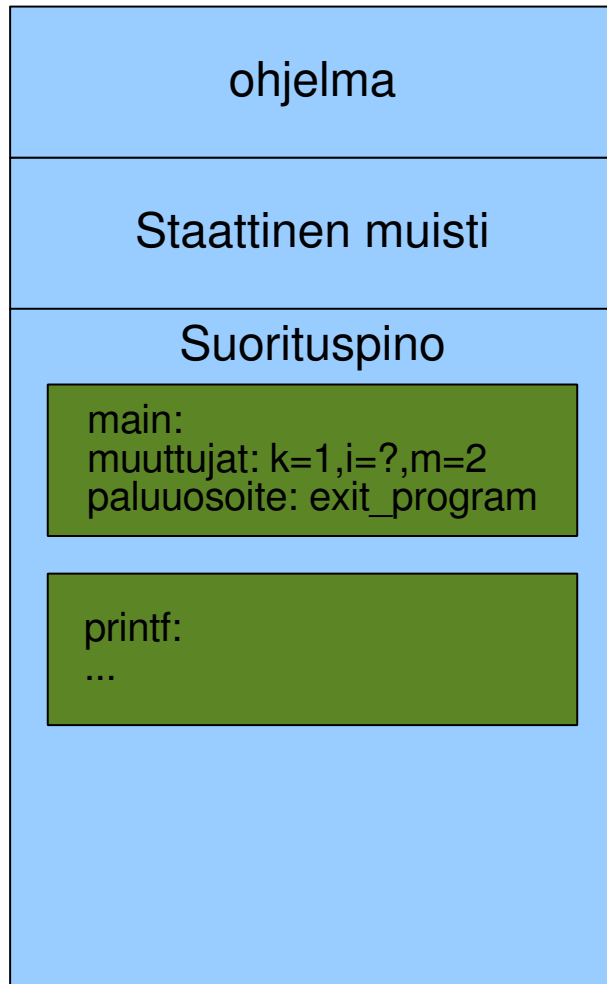 ohjelma
Staattinen muisti
Suorituspino
main:
muuttujat: k=1,i=?,m=2
paluuosoite: exit_program
printf:
...